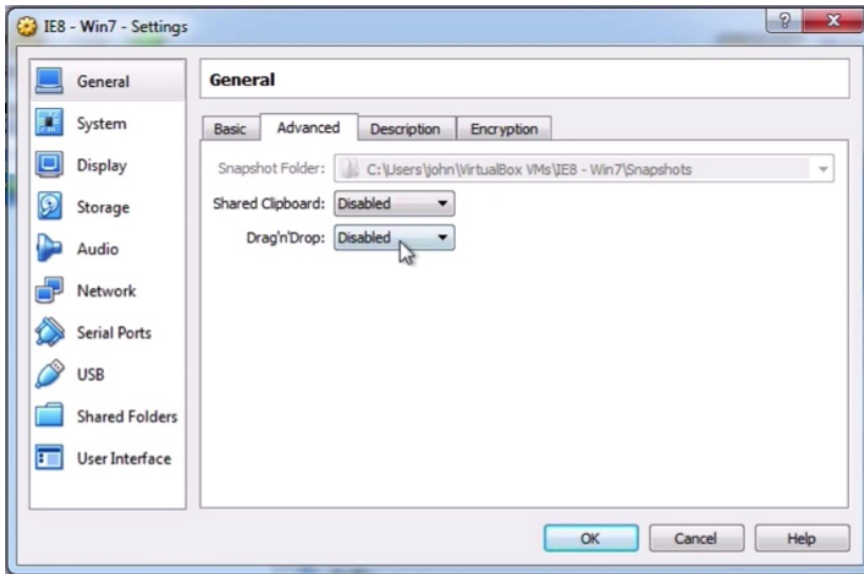 IE8 - Win7 - Settings
General
System
Display
Storage
Audio
Network
Serial Ports
USB
Shared Folders
User Interface
General
Basic Advanced Description Encryption
Snapshot Folder: C:\Users\john\VirtualBox VMs\IE8 - Win7\Snapshots
Shared Clipboard: Disabled
Drag'n'Drop: Disabled
OK Cancel Help